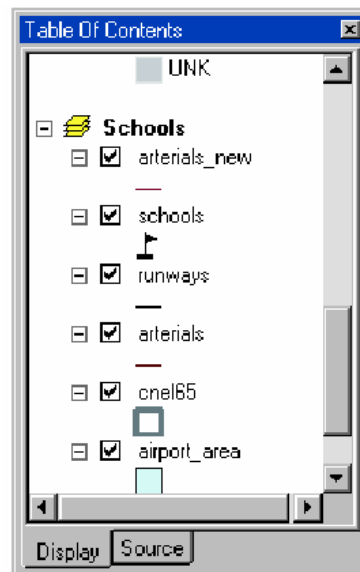 Table Of Contents
UNK
Schools
arterials_new
schools
runways
arterials
cnel65
airport_area
Display Source